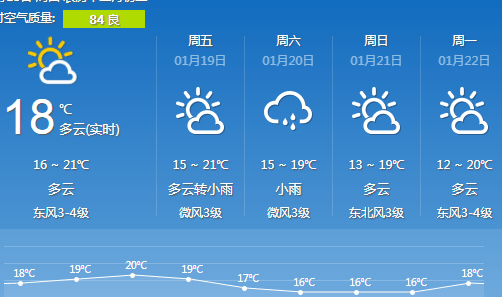 时空气质量: 84 良
18
℃
多云(实时)
16 ~ 21℃
多云
东风3-4级
周五
01月19日
15 ~ 21℃
多云转小雨
微风3级
周六
01月20日
15 ~ 19℃
小雨
微风3级
周日
01月21日
13 ~ 19℃
多云
东北风3级
周一
01月22日
12 ~ 20℃
多云
东风3-4级
18℃ 19℃ 20℃ 19℃ 17℃ 16℃ 16℃ 16℃ 18℃